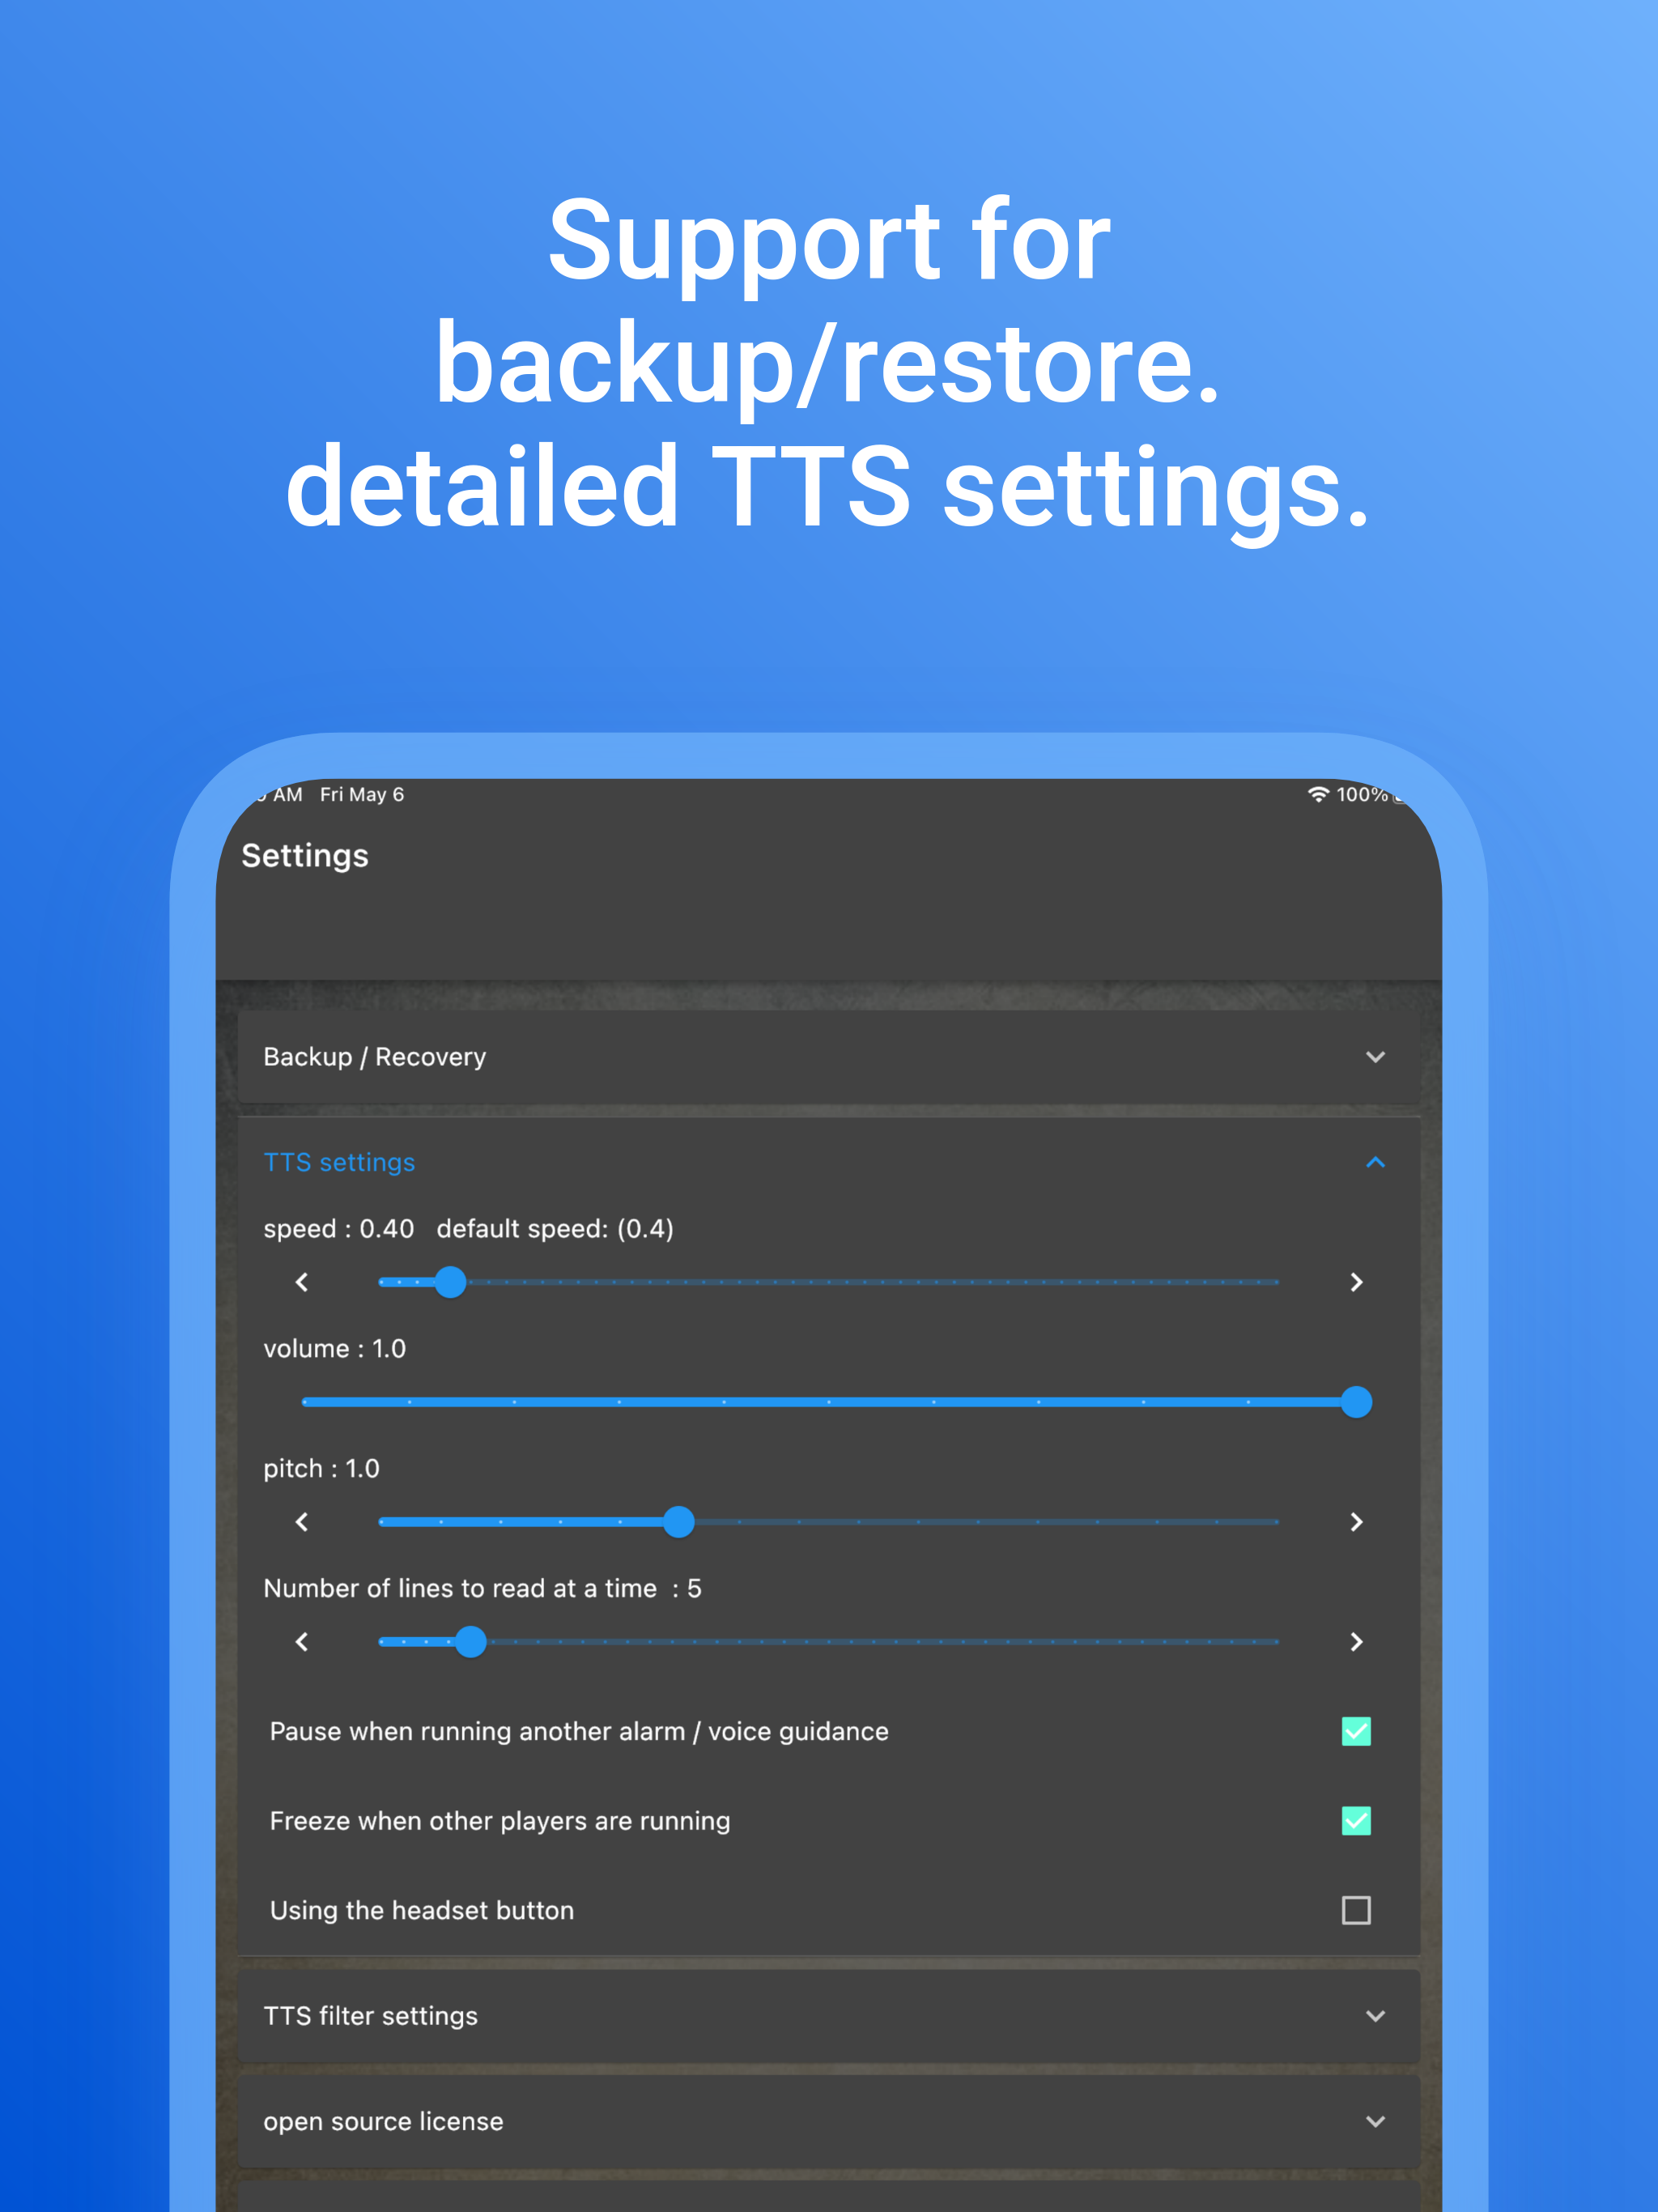 Support for
backup/restore.
detailed TTS settings.
AM Fri May 6
100%
Settings
Backup / Recovery
TTS settings
speed : 0.40 default speed: (0.4)
volume : 1.0
pitch : 1.0
Number of lines to read at a time : 5
Pause when running another alarm / voice guidance
Freeze when other players are running
Using the headset button
TTS filter settings
open source license